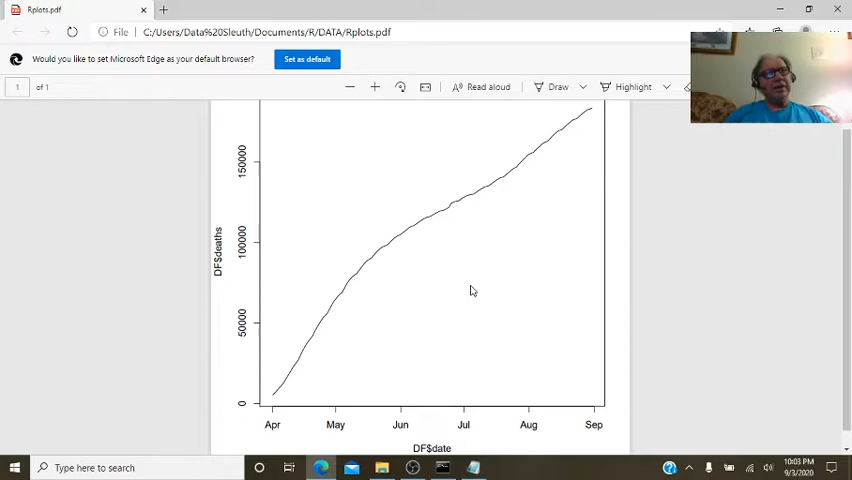 Rplots.pdf
File
C:/Users/Data%20Sleuth/Documents/R/DATA/Rplots.pdf
Would you like to set Microsoft Edge as your default browser?
Set as default
1
of 1
Read aloud
Draw
Highlight
DF$deaths
150000
100000
50000
0
Apr
May
Jun
Jul
Aug
Sep
DF$date
Type here to search
10:03 PM
9/3/2020